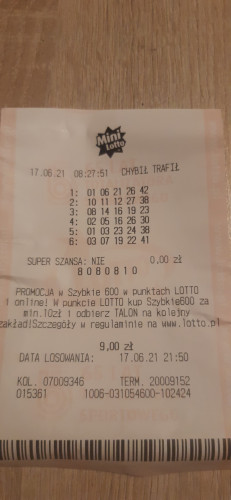 Mini
Lotto
17.06.21 08:27:51 CHYBIŁ TRAFIŁ
1: 01 06 21 26 42
2: 10 11 12 27 38
3: 08 14 16 19 23
4: 02 05 16 26 30
5: 01 03 23 24 38
6: 03 07 19 22 41
SUPER SZANSA: NIE 0,00 zł
8080810
PROMOCJA w Szybkie 600 w punktach LOTTO
i online! W punkcie LOTTO kup Szybkie600 za
min.10zł i odbierz TALON na kolejny
zakład!Szczegóły w regulaminie na www.lotto.pl
9,00 zł
DATA LOSOWANIA: 17.06.21 21:50
KOL. 07009346 TERM. 20009152
015361 1006-031054600-102424